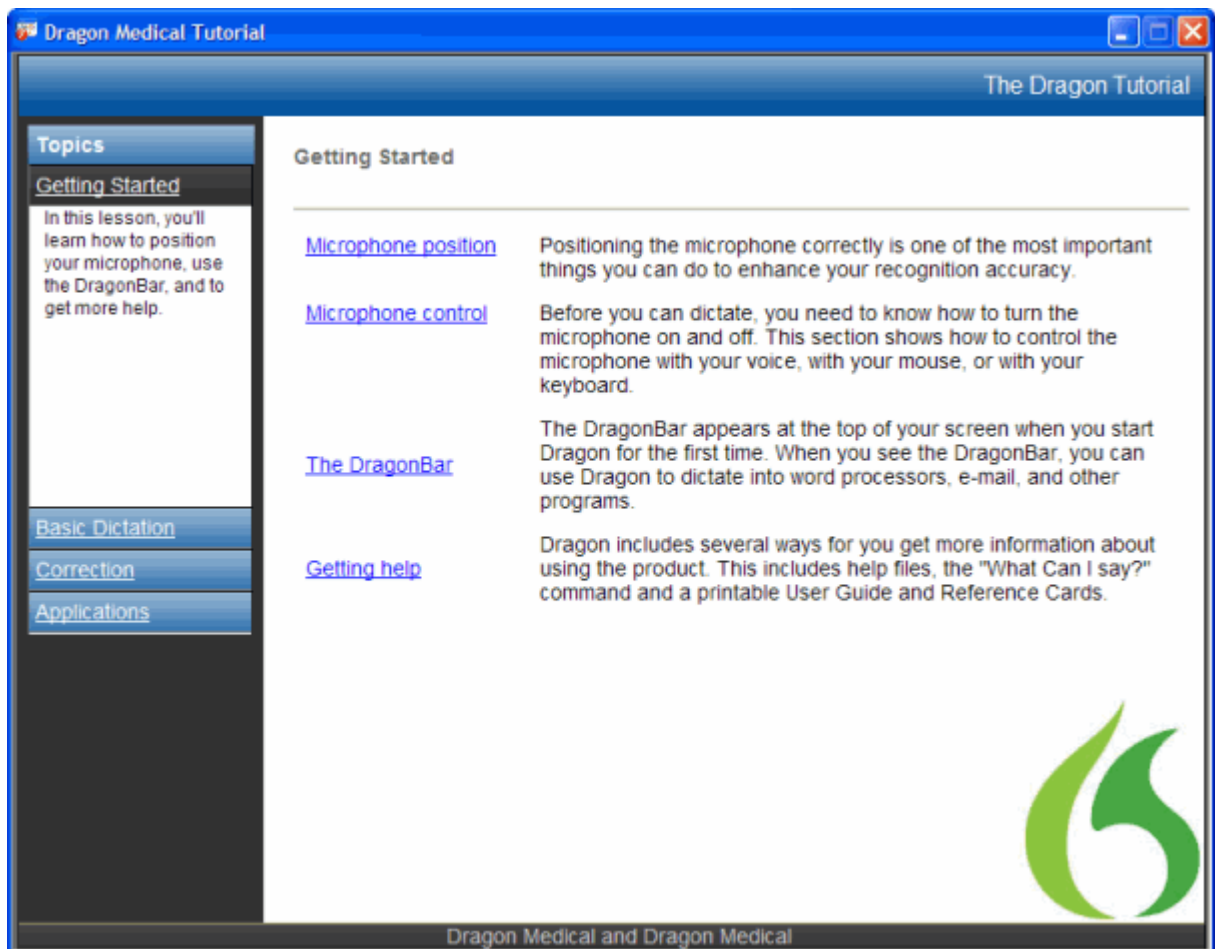 Dragon Medical Tutorial
The Dragon Tutorial
Topics
Getting Started
In this lesson, you'll
learn how to position
your microphone, use
the DragonBar, and to
get more help.
Basic Dictation
Correction
Applications
Getting Started
Microphone position
Positioning the microphone correctly is one of the most important
things you can do to enhance your recognition accuracy.
Microphone control
Before you can dictate, you need to know how to turn the
microphone on and off. This section shows how to control the
microphone with your voice, with your mouse, or with your
keyboard.
The DragonBar
The DragonBar appears at the top of your screen when you start
Dragon for the first time. When you see the DragonBar, you can
use Dragon to dictate into word processors, e-mail, and other
programs.
Getting help
Dragon includes several ways for you get more information about
using the product. This includes help files, the "What Can I say?"
command and a printable User Guide and Reference Cards.
Dragon Medical and Dragon Medical